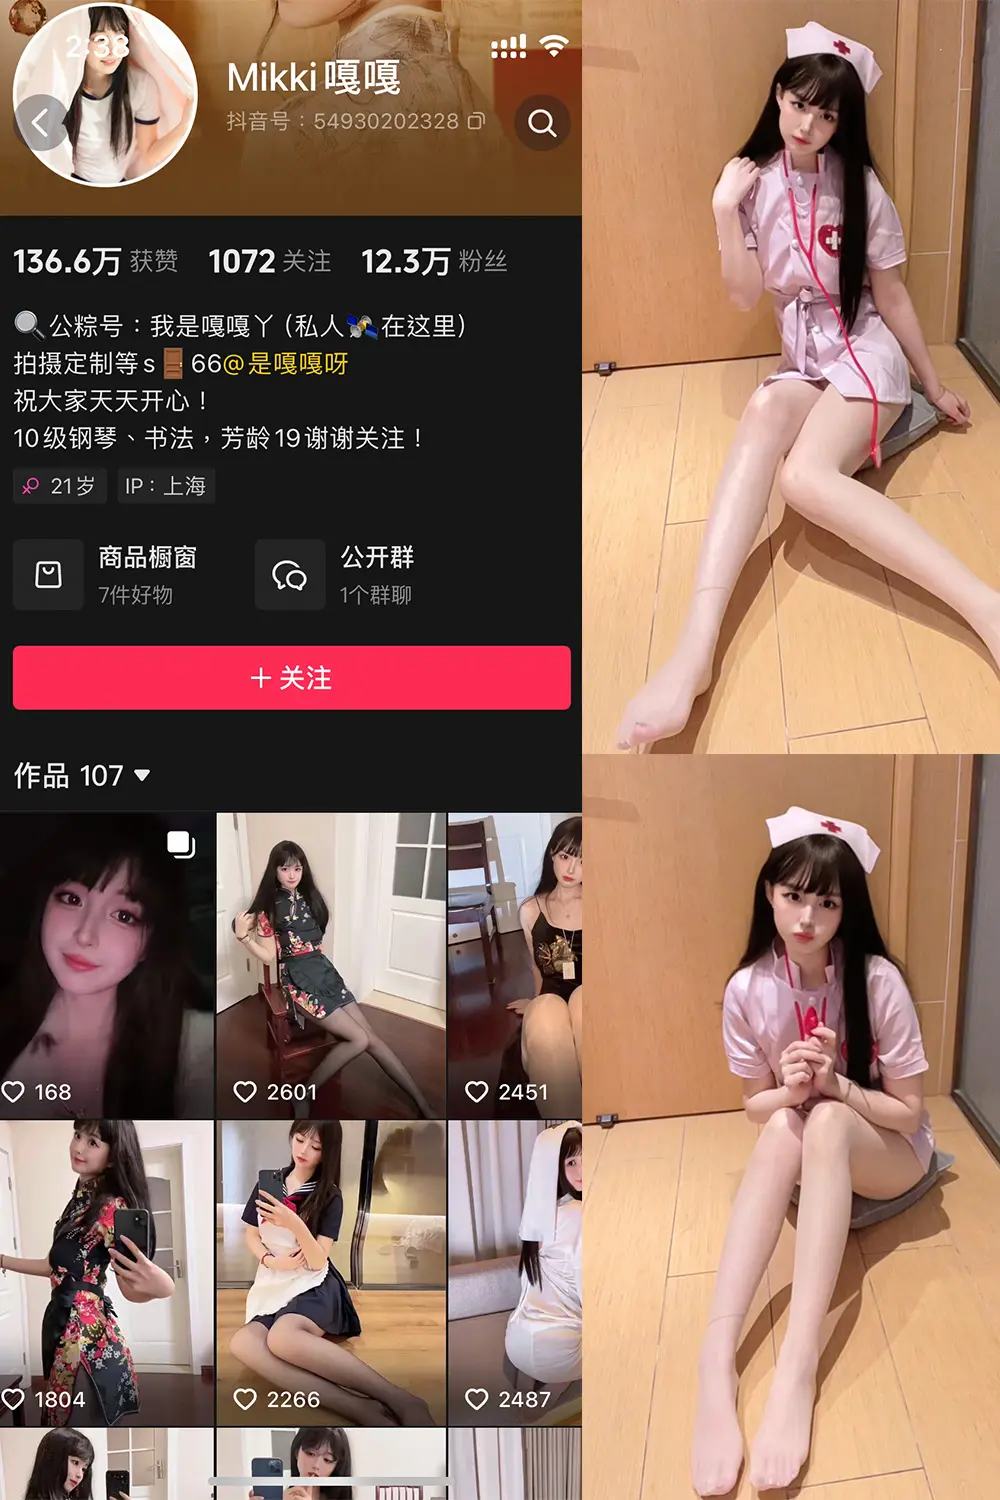 2:38
Mikki嘎嘎
抖音号：54930202328
136.6万 获赞 1072 关注 12.3万 粉丝
🔍公粽号：我是嘎嘎丫 (私人🛰️在这里)
拍摄定制等s🚪66@是嘎嘎呀
祝大家天天开心！
10级钢琴、书法，芳龄19谢谢关注！
♀ 21岁 IP：上海
商品橱窗
7件好物
公开群
1个群聊
＋关注
作品 107
168
2601
2451
1804
2266
2487